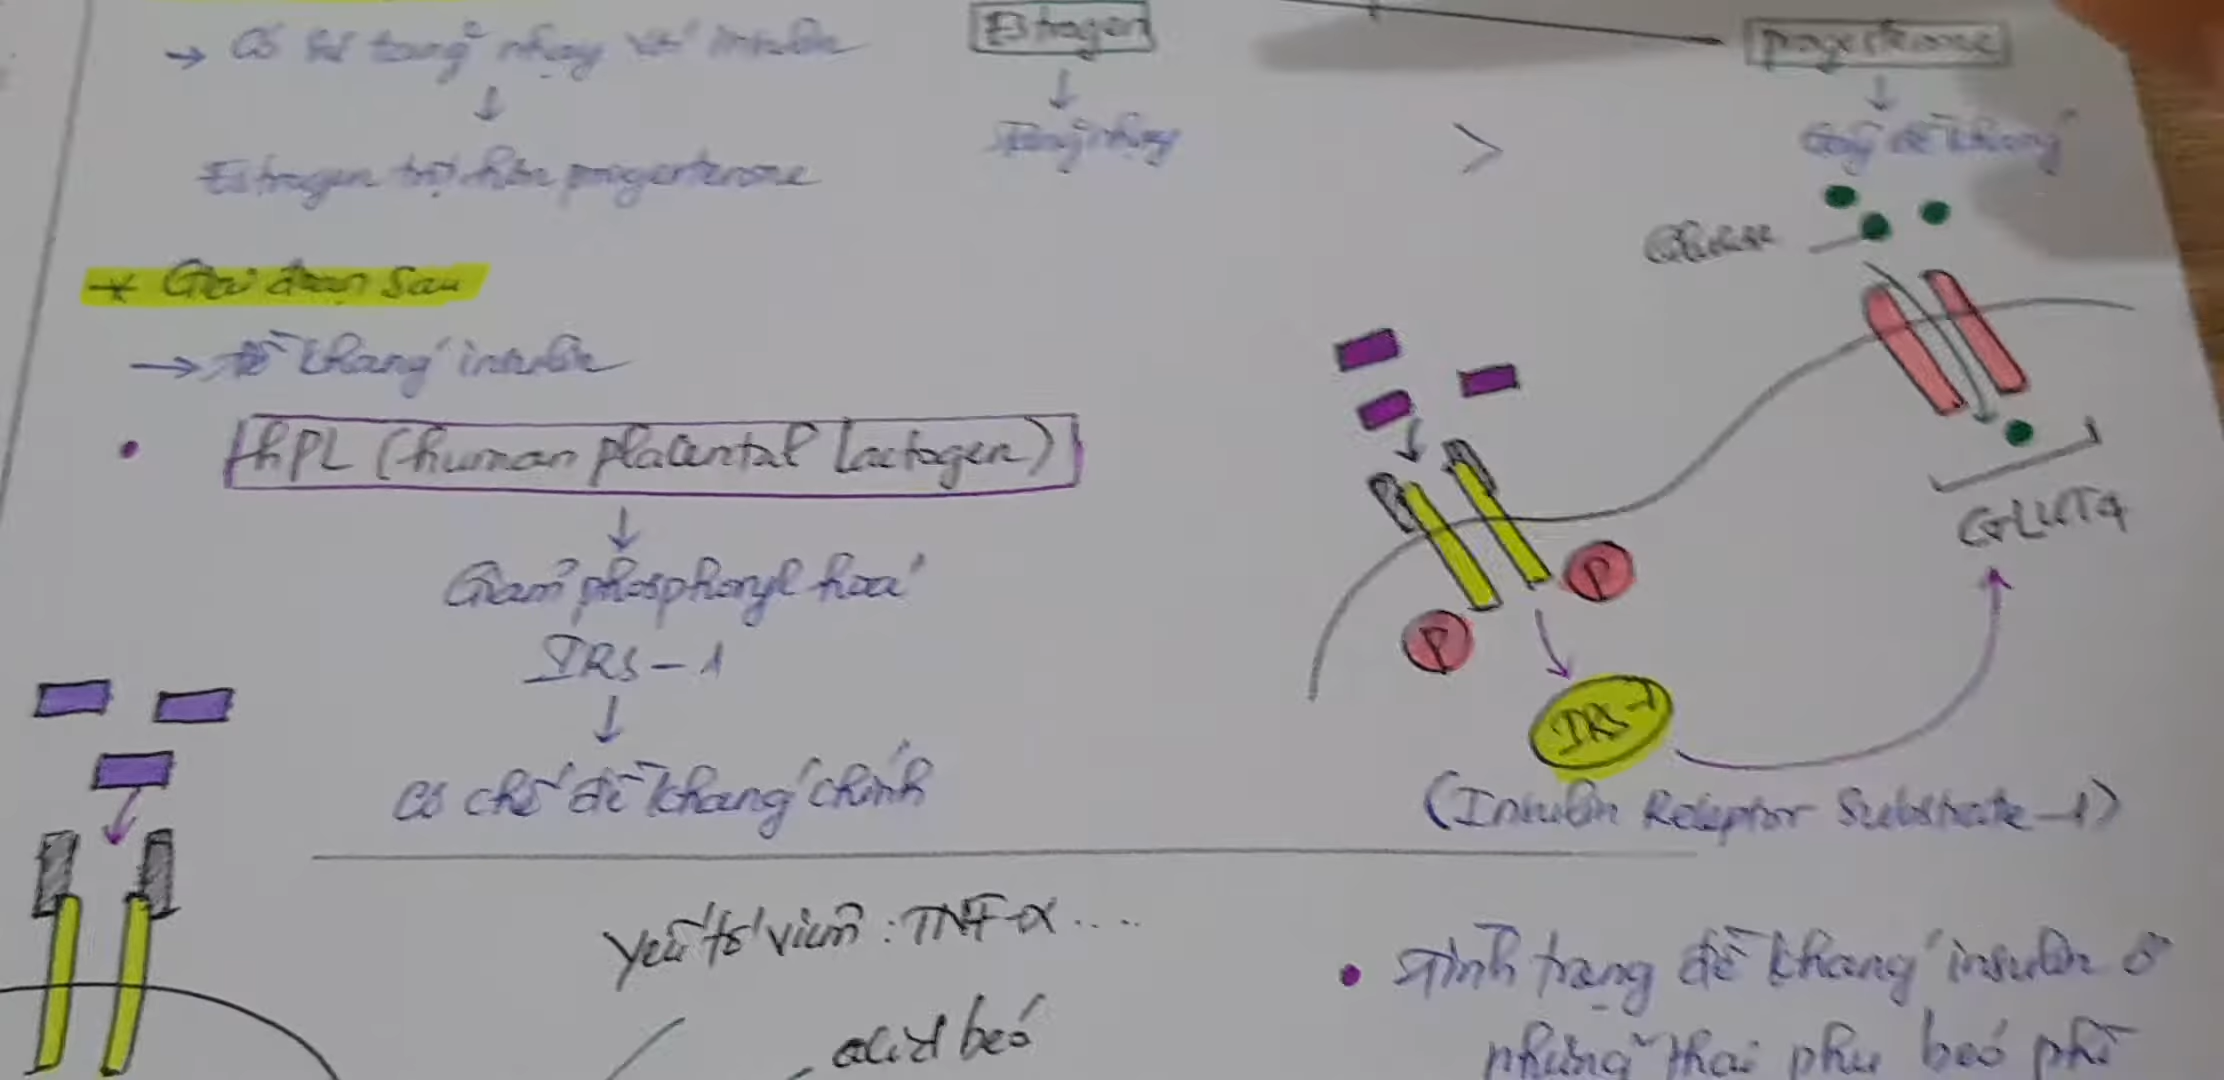 → Có sự tăng nhạy với insulin
↓
Estrogen trội hơn progesterone
Estrogen
↓
Tăng nhạy
>
progesterone
↓
Gây đề kháng
* Giai đoạn sau
→ Đề kháng insulin
• hPL (human placental lactogen)
↓
Giảm phosphoryl hoá
IRS-1
↓
Cơ chế đề kháng chính
Glucose
GLUT4
P
P
IRS-1
(Insulin Receptor Substrate-1)
Yếu tố viêm: TNF-α....
acid béo
• Tình trạng đề kháng insulin ở
những thai phụ béo phì